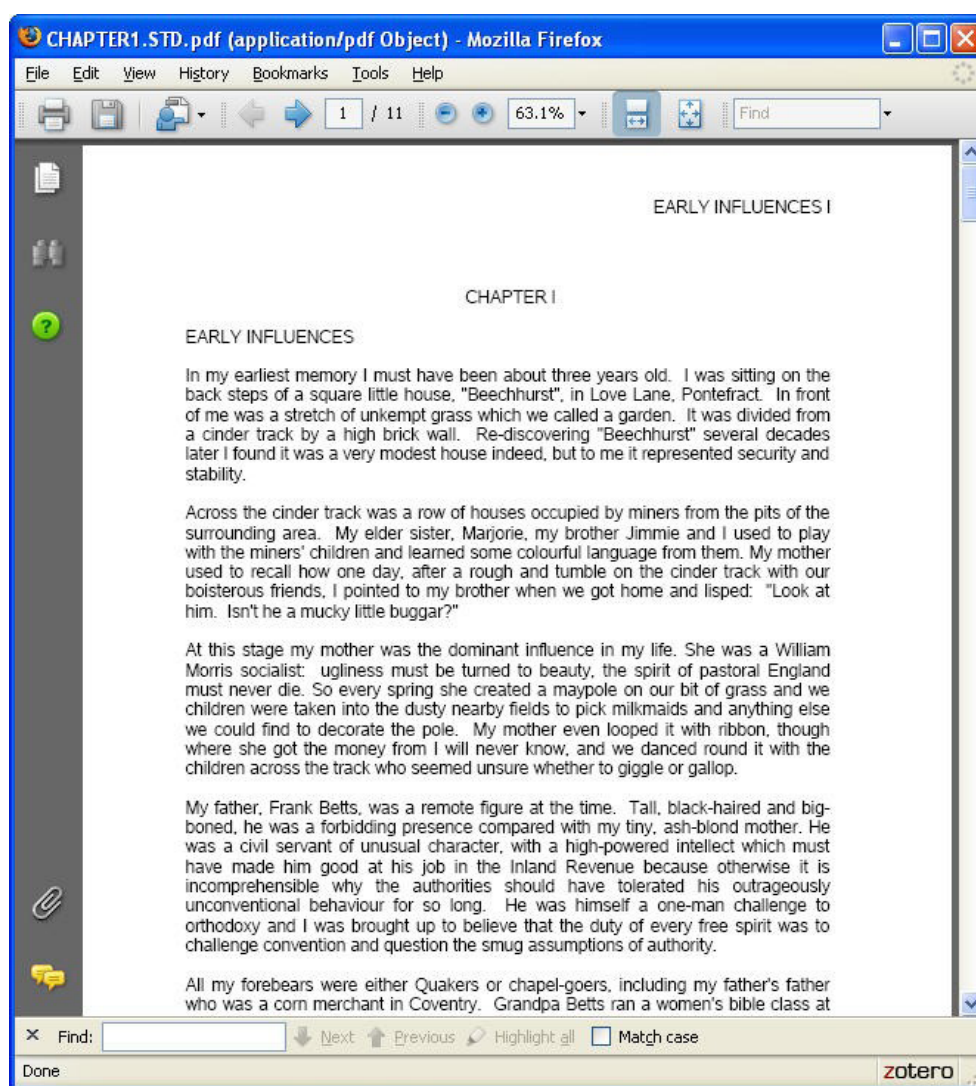 CHAPTER1.STD.pdf (application/pdf Object) - Mozilla Firefox
File Edit View History Bookmarks Tools Help
1 / 11 63.1% Find
EARLY INFLUENCES I
CHAPTER I
EARLY INFLUENCES
In my earliest memory I must have been about three years old. I was sitting on the
back steps of a square little house, "Beechhurst", in Love Lane, Pontefract. In front
of me was a stretch of unkempt grass which we called a garden. It was divided from
a cinder track by a high brick wall. Re-discovering "Beechhurst" several decades
later I found it was a very modest house indeed, but to me it represented security and
stability.
Across the cinder track was a row of houses occupied by miners from the pits of the
surrounding area. My elder sister, Marjorie, my brother Jimmie and I used to play
with the miners' children and learned some colourful language from them. My mother
used to recall how one day, after a rough and tumble on the cinder track with our
boisterous friends, I pointed to my brother when we got home and lisped: "Look at
him. Isn't he a mucky little buggar?"
At this stage my mother was the dominant influence in my life. She was a William
Morris socialist: ugliness must be turned to beauty, the spirit of pastoral England
must never die. So every spring she created a maypole on our bit of grass and we
children were taken into the dusty nearby fields to pick milkmaids and anything else
we could find to decorate the pole. My mother even looped it with ribbon, though
where she got the money from I will never know, and we danced round it with the
children across the track who seemed unsure whether to giggle or gallop.
My father, Frank Betts, was a remote figure at the time. Tall, black-haired and big-
boned, he was a forbidding presence compared with my tiny, ash-blond mother. He
was a civil servant of unusual character, with a high-powered intellect which must
have made him good at his job in the Inland Revenue because otherwise it is
incomprehensible why the authorities should have tolerated his outrageously
unconventional behaviour for so long. He was himself a one-man challenge to
orthodoxy and I was brought up to believe that the duty of every free spirit was to
challenge convention and question the smug assumptions of authority.
All my forebears were either Quakers or chapel-goers, including my father's father
who was a corn merchant in Coventry. Grandpa Betts ran a women's bible class at
Find: Next Previous Highlight all Match case
Done zotero